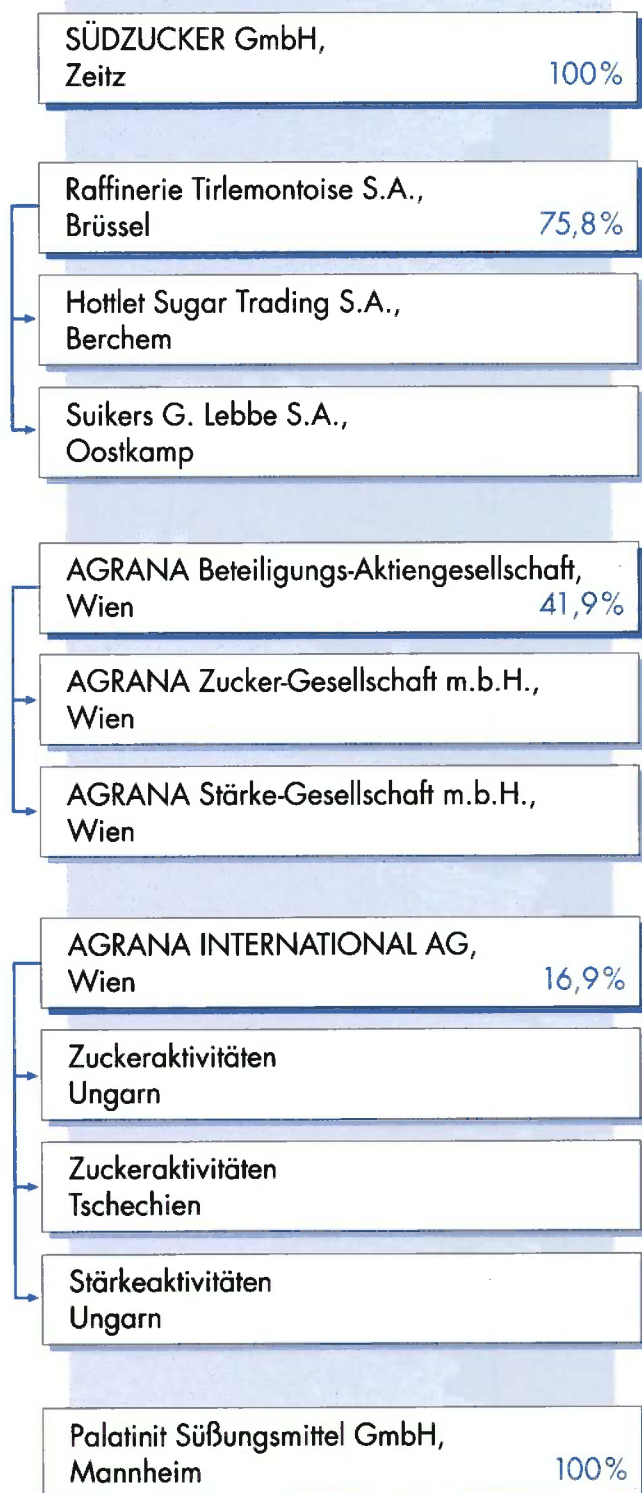 SÜDZUCKER GmbH,
Zeitz 100%
Raffinerie Tirlemontoise S.A.,
Brüssel 75,8%
Hottlet Sugar Trading S.A.,
Berchem
Suikers G. Lebbe S.A.,
Oostkamp
AGRANA Beteiligungs-Aktiengesellschaft,
Wien 41,9%
AGRANA Zucker-Gesellschaft m.b.H.,
Wien
AGRANA Stärke-Gesellschaft m.b.H.,
Wien
AGRANA INTERNATIONAL AG,
Wien 16,9%
Zuckeraktivitäten
Ungarn
Zuckeraktivitäten
Tschechien
Stärkeaktivitäten
Ungarn
Palatinit Süßungsmittel GmbH,
Mannheim 100%